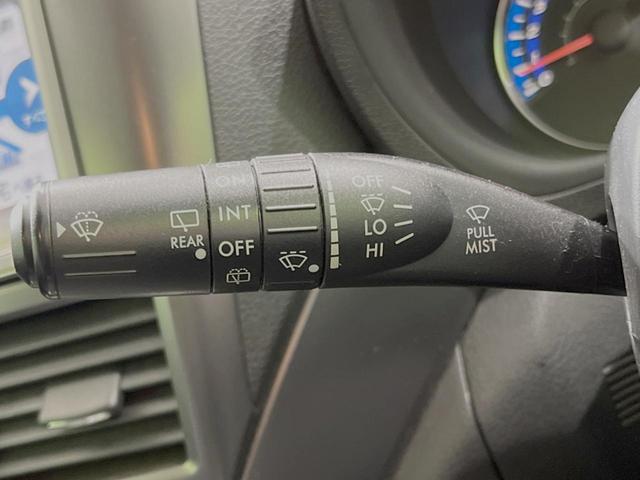 REAR
ON
INT
OFF
OFF
LO
HI
PULL
MIST